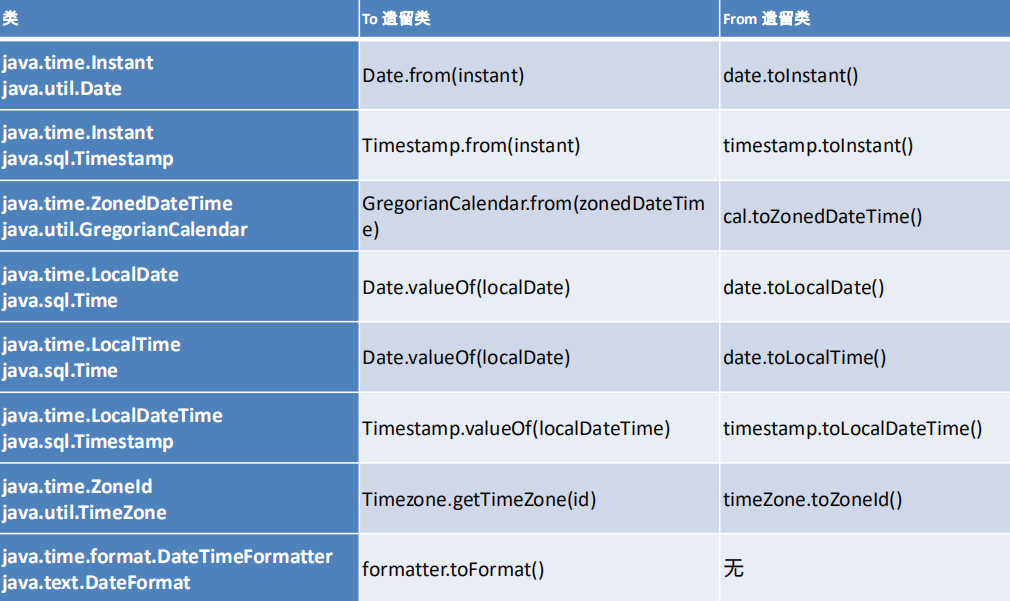 类 To 遗留类 From 遗留类
java.time.Instant
java.util.Date
Date.from(instant)
date.toInstant()
java.time.Instant
java.sql.Timestamp
Timestamp.from(instant)
timestamp.toInstant()
java.time.ZonedDateTime
java.util.GregorianCalendar
GregorianCalendar.from(zonedDateTim
e)
cal.toZonedDateTime()
java.time.LocalDate
java.sql.Time
Date.valueOf(localDate)
date.toLocalDate()
java.time.LocalTime
java.sql.Time
Date.valueOf(localDate)
date.toLocalTime()
java.time.LocalDateTime
java.sql.Timestamp
Timestamp.valueOf(localDateTime)
timestamp.toLocalDateTime()
java.time.ZoneId
java.util.TimeZone
Timezone.getTimeZone(id)
timeZone.toZoneId()
java.time.format.DateTimeFormatter
java.text.DateFormat
formatter.toFormat()
无